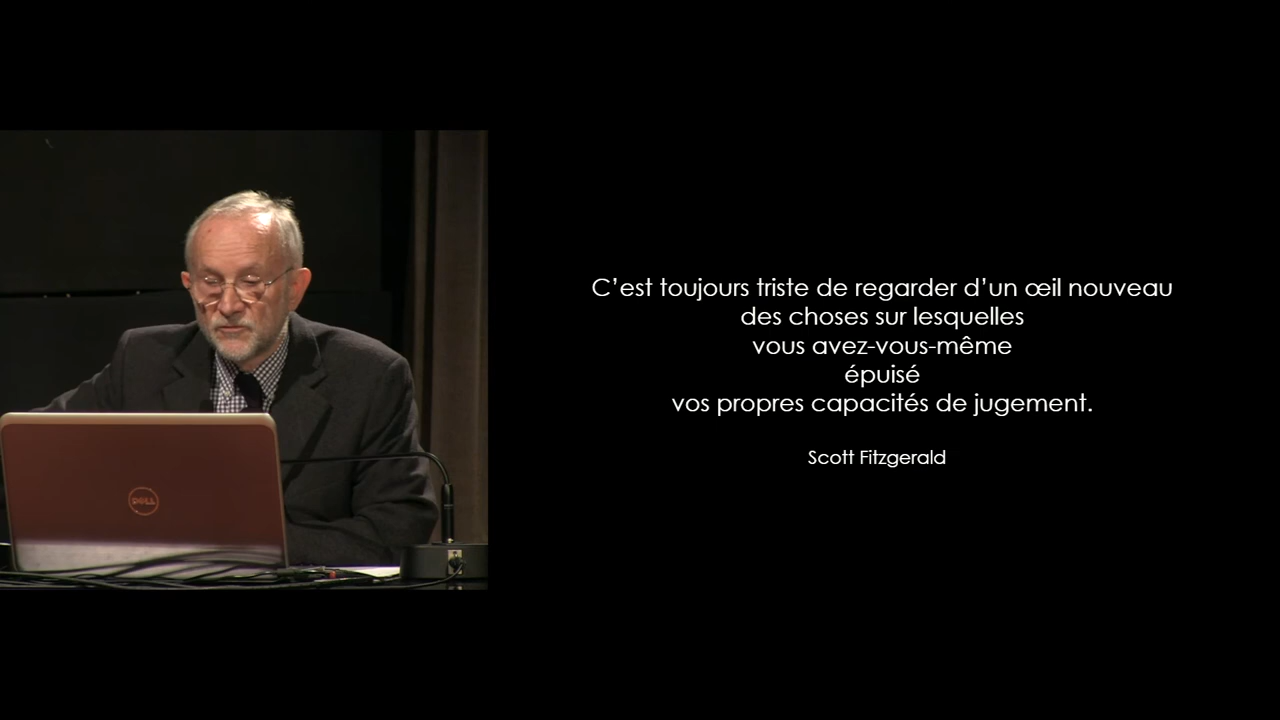 C'est toujours triste de regarder d'un œil nouveau
des choses sur lesquelles
vous avez-vous-même
épuisé
vos propres capacités de jugement.
Scott Fitzgerald
DELL